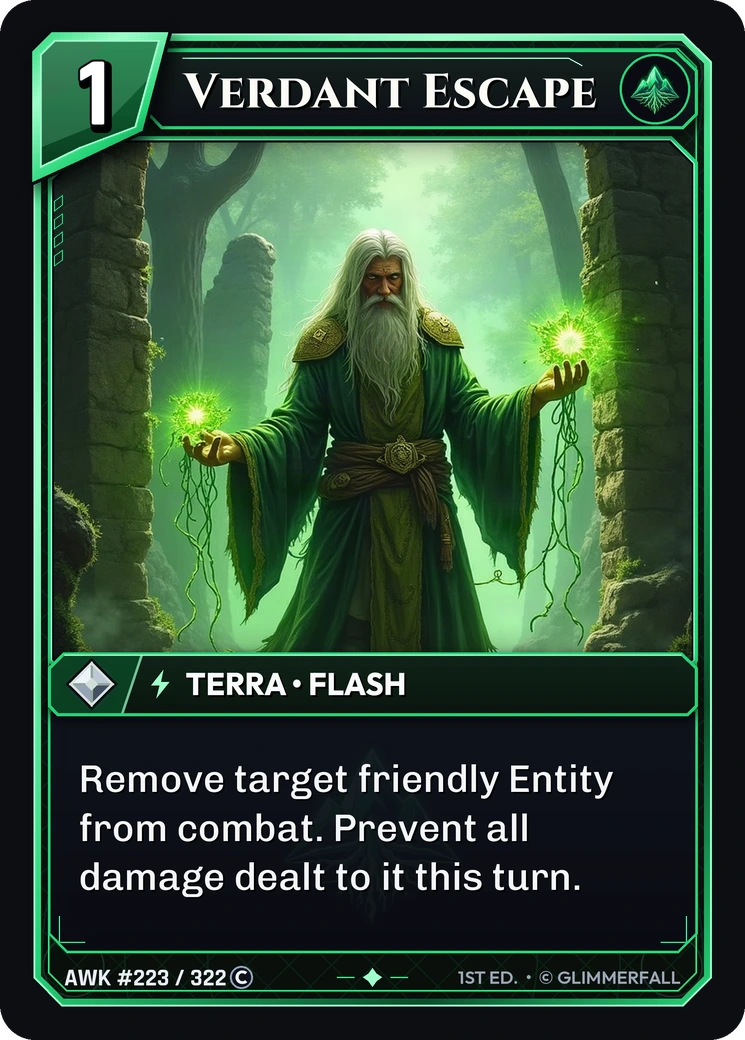 1
VERDANT ESCAPE
TERRA • FLASH
Remove target friendly Entity
from combat. Prevent all
damage dealt to it this turn.
AWK #223 / 322 Ⓒ
1ST ED. • © GLIMMERFALL